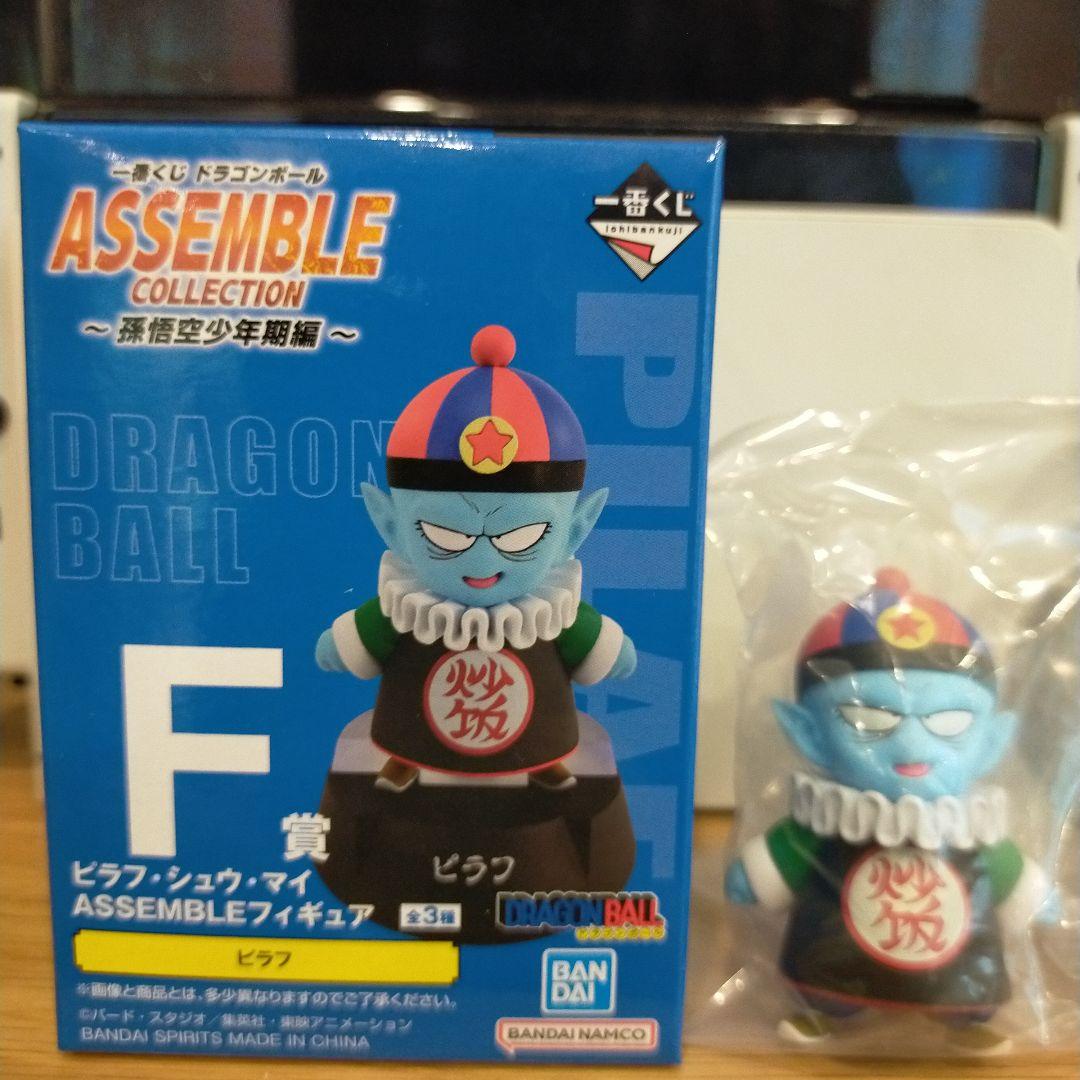 一番くじ ドラゴンボール
ASSEMBLE
COLLECTION
～ 孫悟空少年期編 ～
一番くじ
ichibankuji
DRAGON
BALL
PILAF
炒
飯
F賞
ピラフ
ピラフ・シュウ・マイ
ASSEMBLEフィギュア 全3種
ピラフ
DRAGONBALL
※画像と商品とは、多少異なりますのでご了承ください。
©バード・スタジオ／集英社・東映アニメーション
BANDAI SPIRITS MADE IN CHINA
BAN
DAI
BANDAI NAMCO
炒
飯